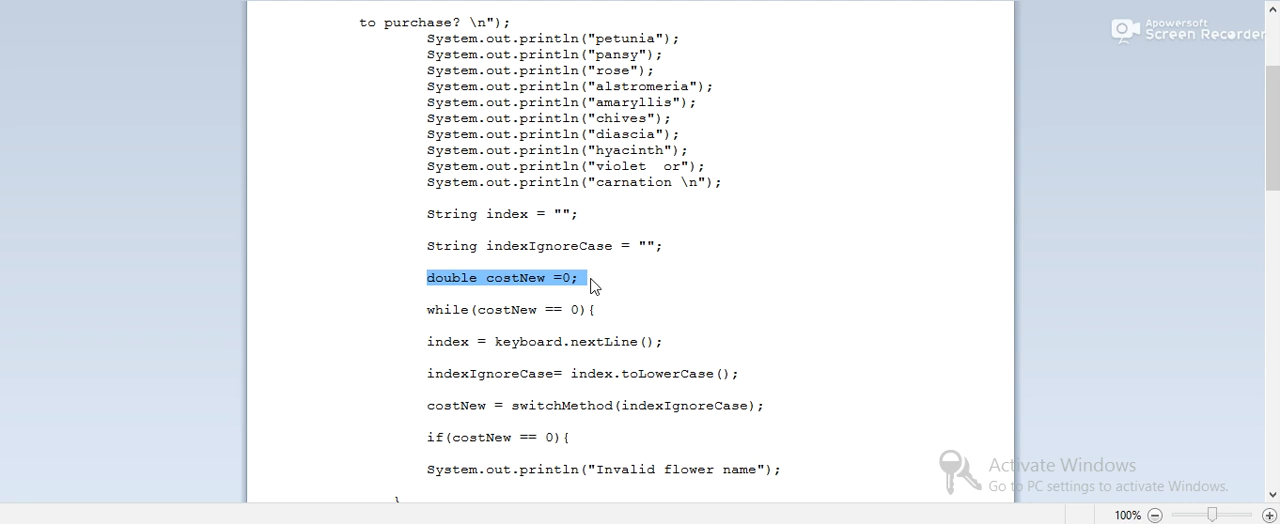 to purchase? \n");
System.out.println("petunia");
System.out.println("pansy");
System.out.println("rose");
System.out.println("alstromeria");
System.out.println("amaryllis");
System.out.println("chives");
System.out.println("diascia");
System.out.println("hyacinth");
System.out.println("violet  or");
System.out.println("carnation \n");
String index = "";
String indexIgnoreCase = "";
double costNew =0;
while(costNew == 0){
index = keyboard.nextLine();
indexIgnoreCase= index.toLowerCase();
costNew = switchMethod(indexIgnoreCase);
if(costNew == 0){
System.out.println("Invalid flower name");
}
Apowersoft
Screen Recorder
Activate Windows
Go to PC settings to activate Windows.
100%